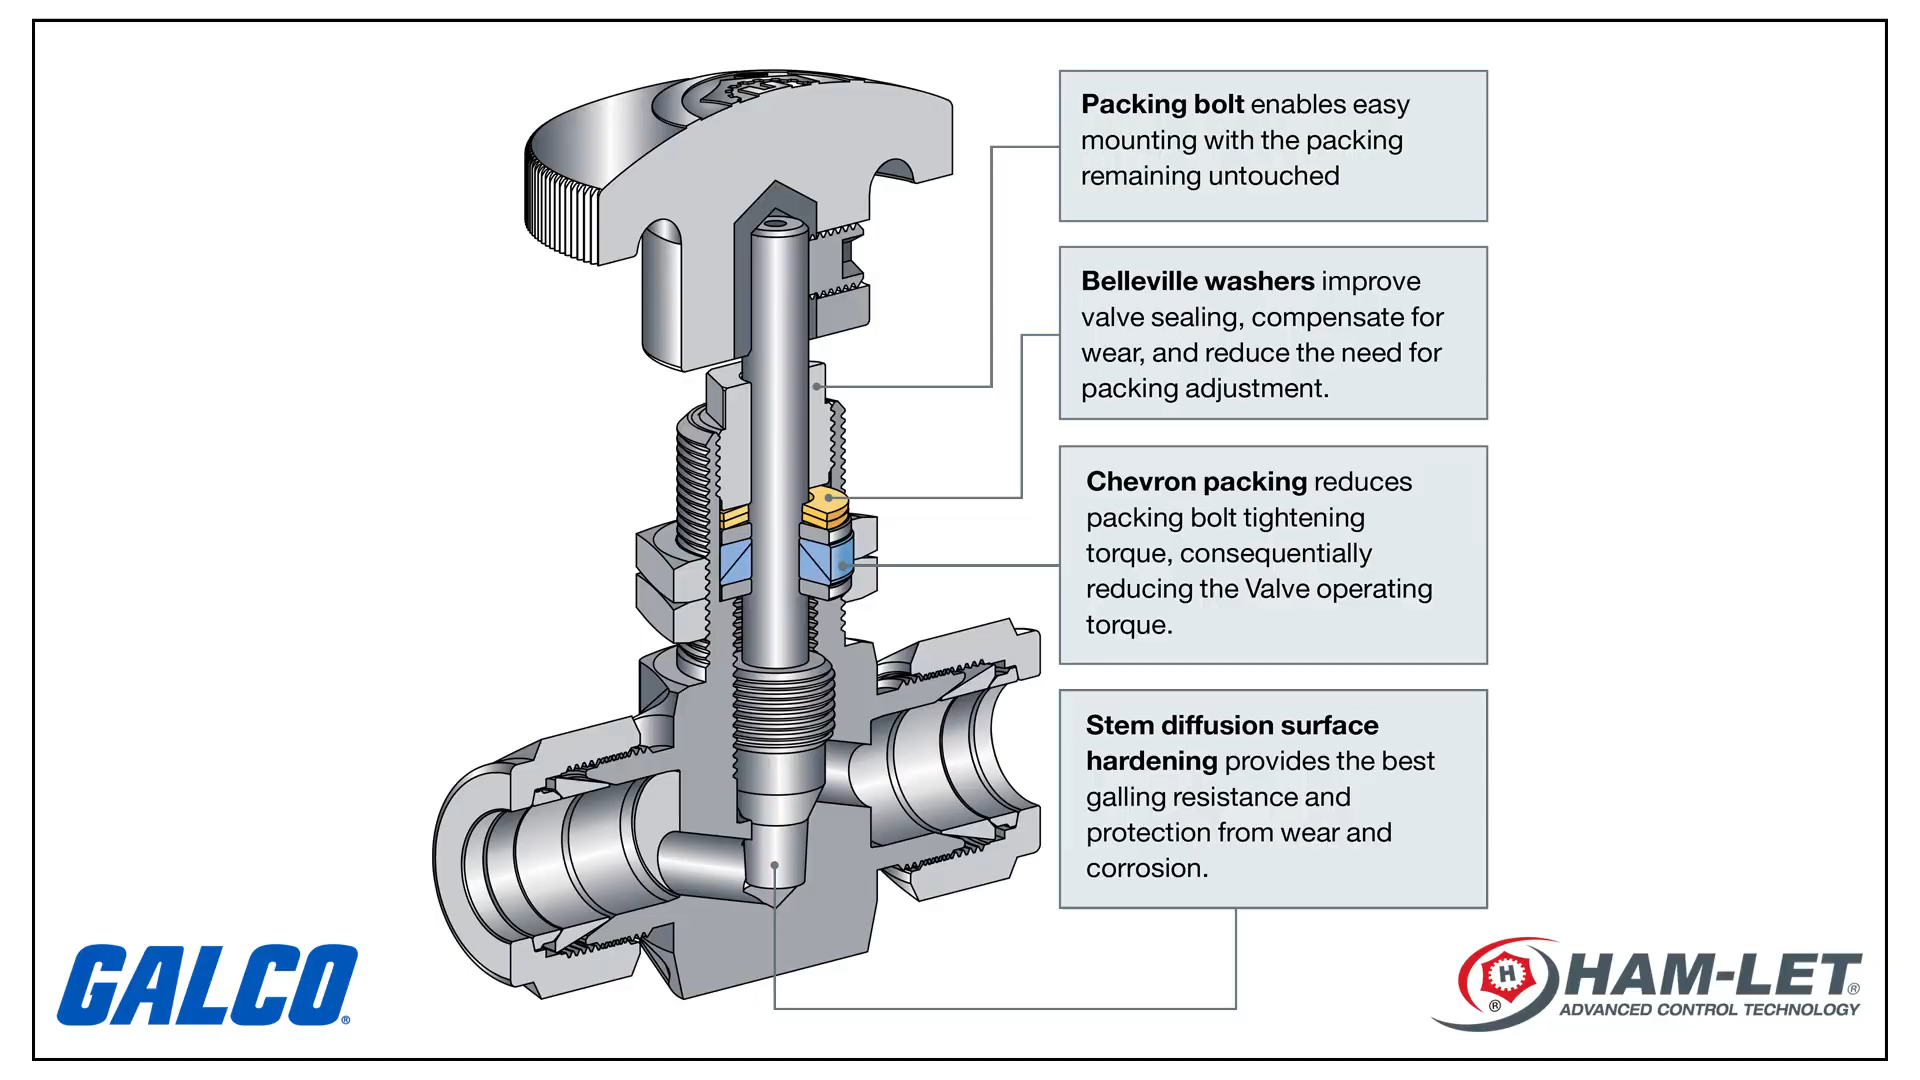 Packing bolt enables easy
mounting with the packing
remaining untouched
Belleville washers improve
valve sealing, compensate for
wear, and reduce the need for
packing adjustment.
Chevron packing reduces
packing bolt tightening
torque, consequentially
reducing the Valve operating
torque.
Stem diffusion surface
hardening provides the best
galling resistance and
protection from wear and
corrosion.
GALCO®
H
®
HAM-LET®
ADVANCED CONTROL TECHNOLOGY